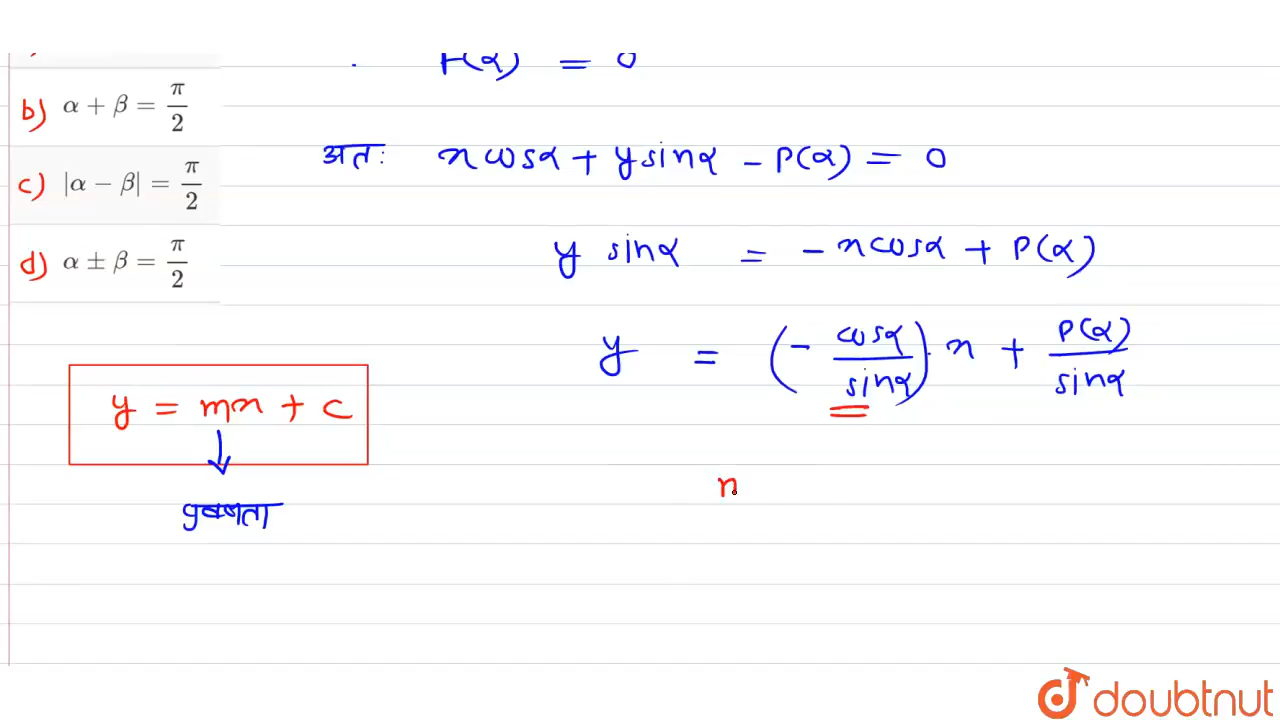 P(α) = 0
b) α + β = π/2
अतः x cosα + y sinα - P(α) = 0
c) |α − β| = π/2
y sinα = - x cosα + P(α)
d) α ± β = π/2
y = (- cosα/sinα) . x + P(α)/sinα
y = mx + c
n
प्रवणता
doubtnut